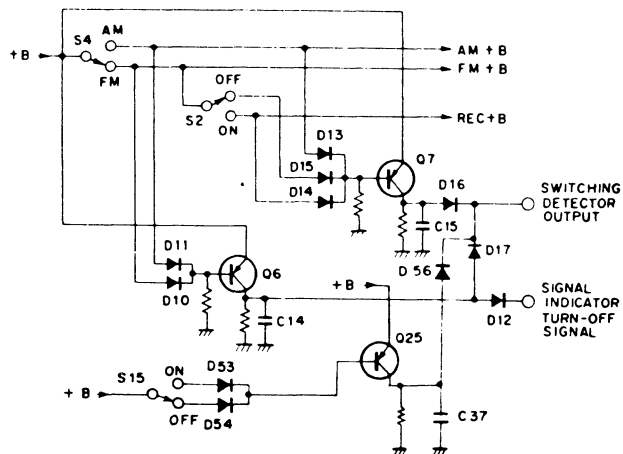 AM
S4
+B
AM + B
FM + B
FM
OFF
S2
ON
REC+B
D13
Q7
D15
D14
D16
SWITCHING
DETECTOR
OUTPUT
C15
D17
D11
D56
Q6
D10
+B
SIGNAL
INDICATOR
TURN-OFF
SIGNAL
D12
C14
Q25
S15
ON
D53
+ B
OFF
D54
C37